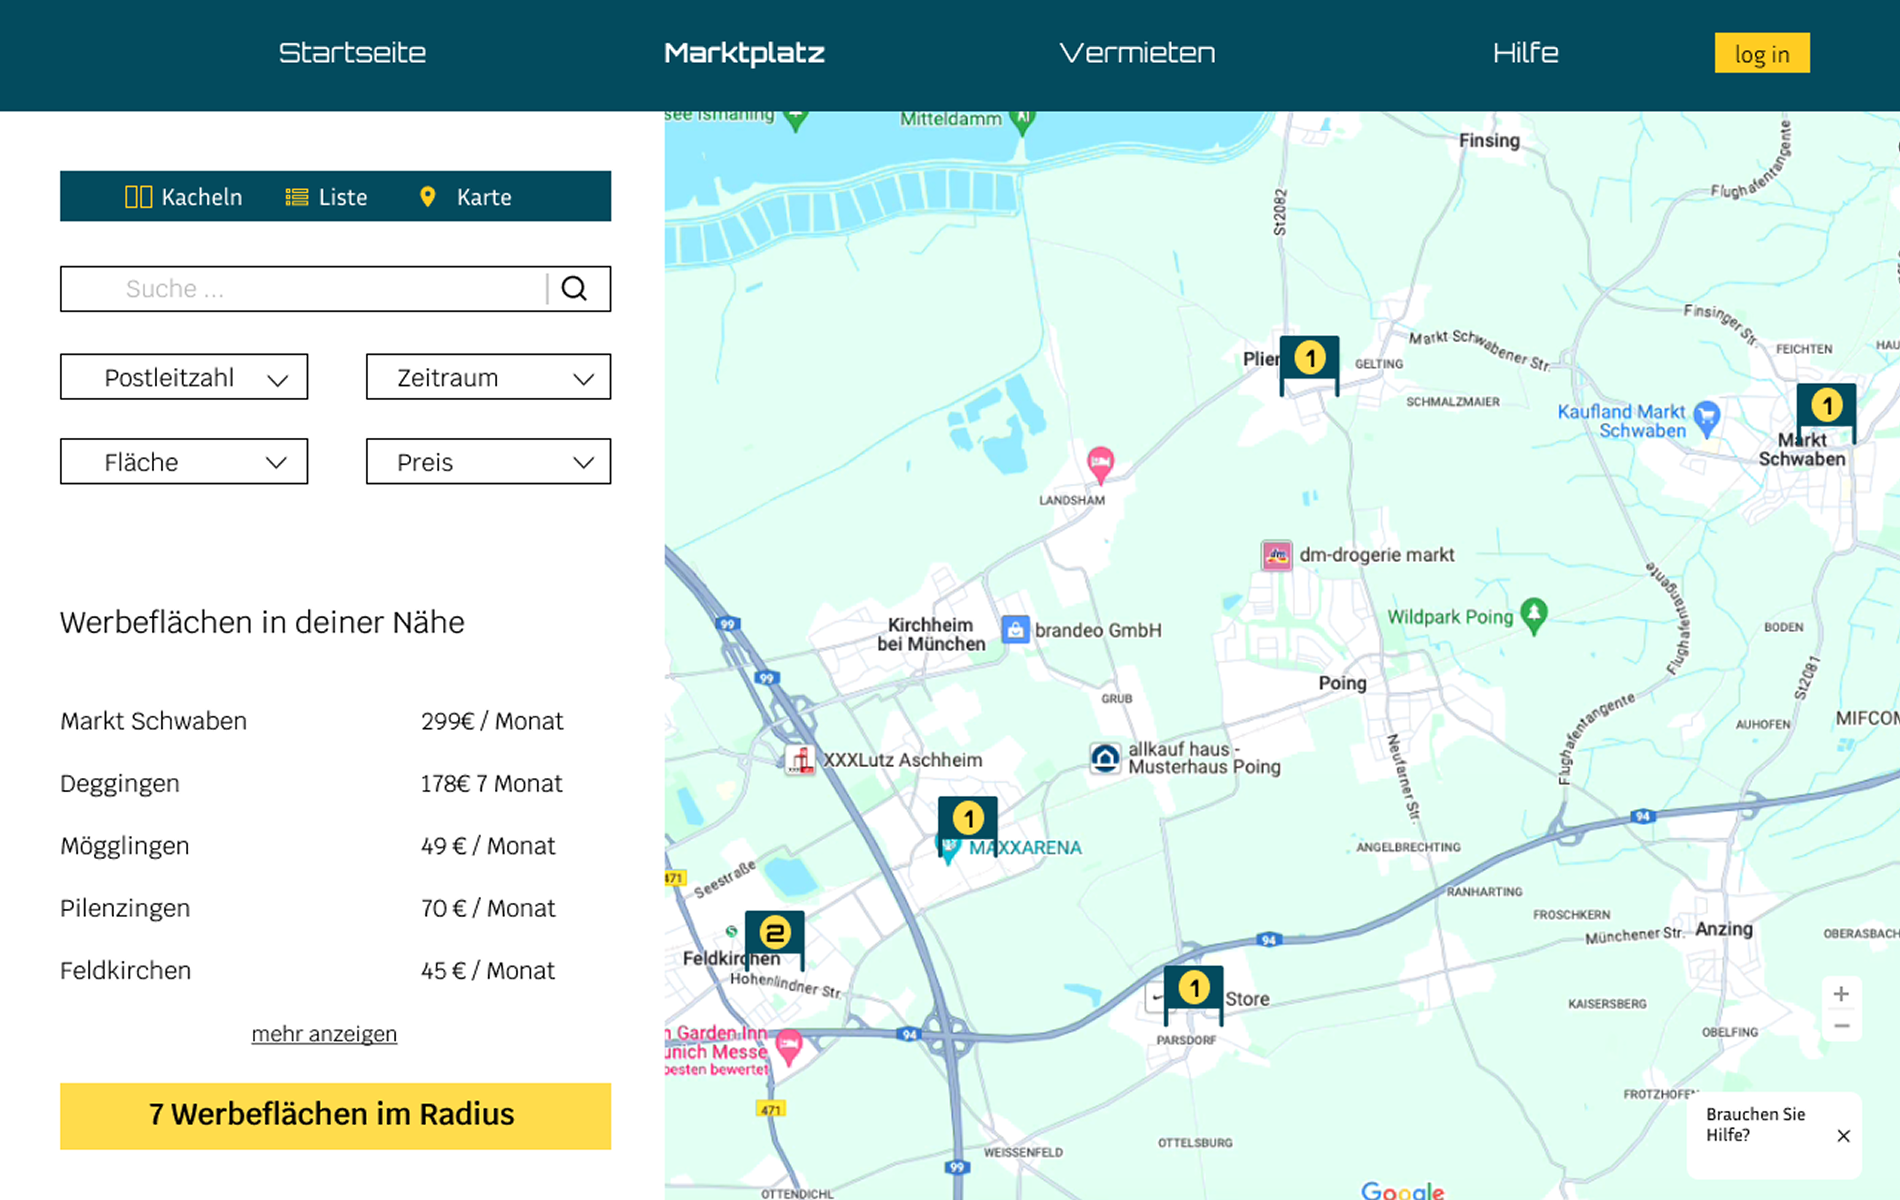 Startseite
Marktplatz
Vermieten
Hilfe
log in
Kacheln
Liste
Karte
Suche ...
Postleitzahl
Zeitraum
Fläche
Preis
Werbeflächen in deiner Nähe
Markt Schwaben 299€ / Monat
Deggingen 178€ 7 Monat
Mögglingen 49 € / Monat
Pilenzingen 70 € / Monat
Feldkirchen 45 € / Monat
mehr anzeigen
7 Werbeflächen im Radius
see Ismaning
Mitteldamm
Finsing
Flughafentangente
St2082
Finsinger Str.
Markt Schwabener Str.
FEICHTEN
HAU
Plier
1
GELTING
SCHMALZMAIER
Kaufland Markt
Schwaben
1
Markt
Schwaben
LANDSHAM
dm
dm-drogerie markt
Wildpark Poing
Flughafentangente
BODEN
St2081
99
Kirchheim
bei München
brandeo GmbH
99
GRUB
Poing
AUHOFEN
MIFCOM
Flughafentangente
Neufarner Str.
XXXLutz Aschheim
allkauf haus -
Musterhaus Poing
1
MAXXARENA
94
ANGELBRECHTING
471
Seestraße
RANHARTING
FROSCHKERN
Münchener Str.
Anzing
OBERASBACH
S
2
Feldkirchen
Hohenlindner Str.
94
1
Store
KAISERSBERG
+
−
OBELFING
n Garden Inn
unich Messe
besten bewertet
94
PARSDORF
FROTZHOFEN
471
Brauchen Sie
Hilfe?
×
OTTELSBURG
WEISSENFELD
99
OTTENDICHL
Google